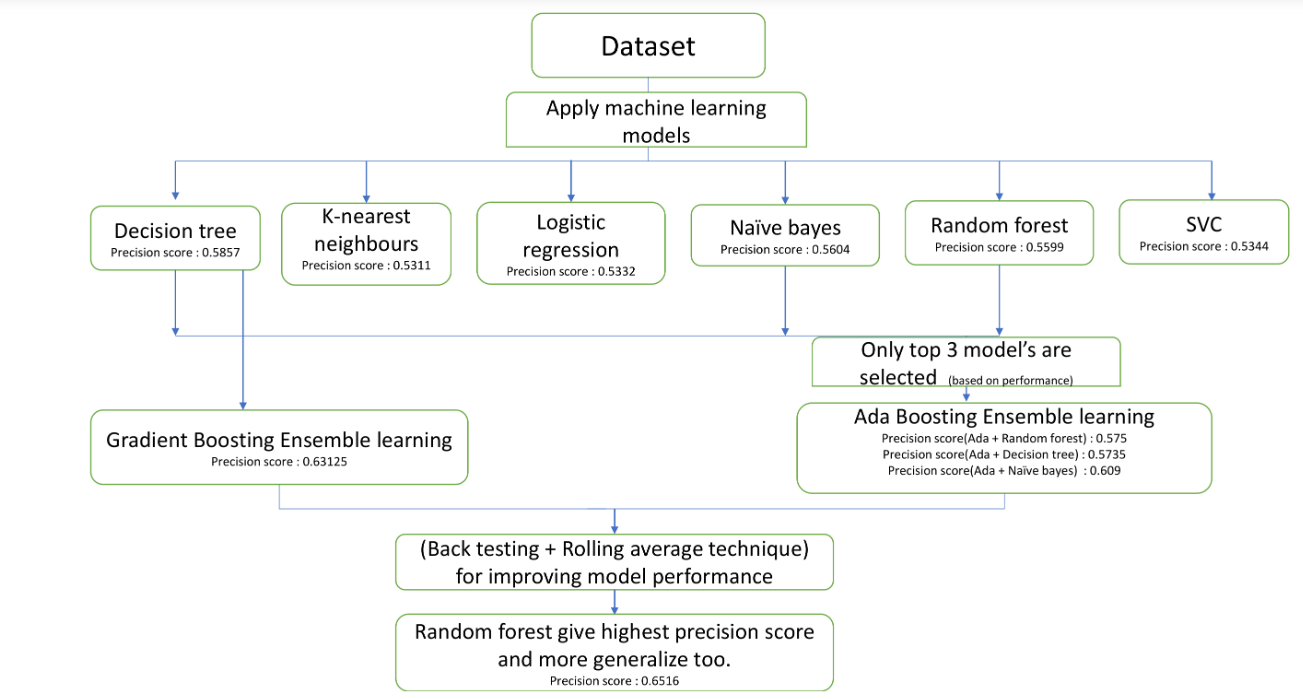 Dataset
Apply machine learning
models
Decision tree
Precision score : 0.5857
K-nearest
neighbours
Precision score : 0.5311
Logistic
regression
Precision score : 0.5332
Naïve bayes
Precision score : 0.5604
Random forest
Precision score : 0.5599
SVC
Precision score : 0.5344
Only top 3 model’s are
selected (based on performance)
Gradient Boosting Ensemble learning
Precision score : 0.63125
Ada Boosting Ensemble learning
Precision score(Ada + Random forest) : 0.575
Precision score(Ada + Decision tree) : 0.5735
Precision score(Ada + Naïve bayes) : 0.609
(Back testing + Rolling average technique)
for improving model performance
Random forest give highest precision score
and more generalize too.
Precision score : 0.6516